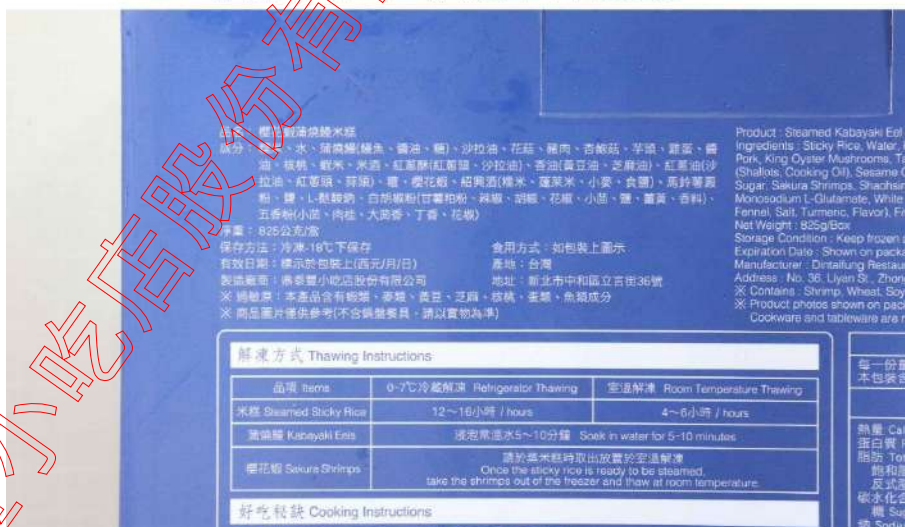 小吃店股份有
品名：櫻花蝦蒲燒鰻米糕
成分：糯米、水、蒲燒鰻(鰻魚、醬油、糖)、沙拉油、花菇、豬肉、杏鮑菇、芋頭、雞蛋、醬
油、核桃、蝦米、米酒、紅蔥酥(紅蔥頭、沙拉油)、香油(黃豆油、芝麻油)、紅蔥油(沙
拉油、紅蔥頭、蒜頭)、糖、櫻花蝦、紹興酒(糯米、蓬萊米、小麥、食鹽)、馬鈴薯澱
粉、鹽、L-麩酸鈉、白胡椒粉(甘薯粕粉、辣椒、胡椒、花椒、小茴、鹽、薑黃、香料)、
五香粉(小茴、肉桂、大茴香、丁香、花椒)
淨重：825公克/盒
保存方法：冷凍-18℃下保存 食用方式：如包裝上圖示
有效日期：標示於包裝上(西元/月/日) 產地：台灣
製造廠商：鼎泰豐小吃店股份有限公司 地址：新北市中和區立言街36號
※ 過敏原：本產品含有蝦類、麥類、黃豆、芝麻、核桃、蛋類、魚類成分
※ 商品圖片僅供參考(不含鍋盤餐具，請以實物為準)
Product : Steamed Kabayaki Eel
Ingredients : Sticky Rice, Water,
Pork, King Oyster Mushrooms,
(Shallots, Cooking Oil), Sesame
Sugar, Sakura Shrimps, Shaohsin
Monosodium L-Glutamate, White
Fennel, Salt, Turmeric, Flavor),
Net Weight : 825g/Box
Storage Condition : Keep frozen
Expiration Date : Shown on packa
Manufacturer : Dintaifung Restaur
Address : No. 36, Liyan St., Zhong
※ Contains : Shrimp, Wheat, Soy
※ Product photos shown on pac
Cookware and tableware are
解凍方式 Thawing Instructions
品項 Items 0-7℃冷藏解凍 Refrigerator Thawing 室溫解凍 Room Temperature Thawing
米糕 Steamed Sticky Rice 12～16小時 / hours 4～6小時 / hours
蒲燒鰻 Kabayaki Eels 浸泡常溫水5～10分鐘 Soak in water for 5-10 minutes
櫻花蝦 Sakura Shrimps 請於蒸米糕時取出放置於室溫解凍
Once the sticky rice is ready to be steamed,
take the shrimps out of the freezer and thaw at room temperature.
好吃秘訣 Cooking Instructions
每一份量
本包裝含
熱量 Cal
蛋白質
脂肪 Tot
飽和脂
反式脂
碳水化合
糖 Sug
鈉 Sodiu